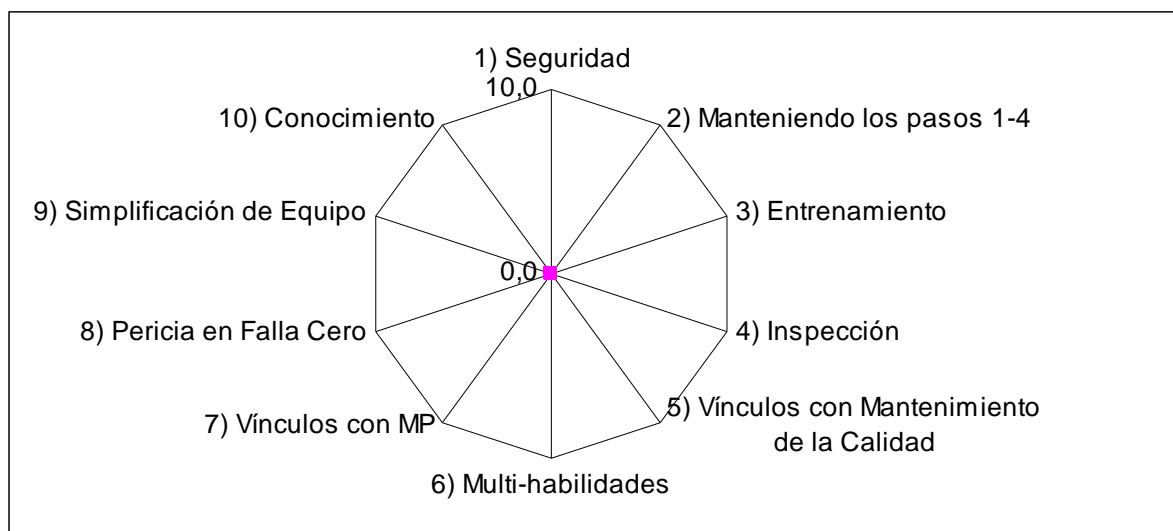 1) Seguridad
10,0
10) Conocimiento
2) Manteniendo los pasos 1-4
9) Simplificación de Equipo
3) Entrenamiento
0,0
8) Pericia en Falla Cero
4) Inspección
7) Vínculos con MP
5) Vínculos con Mantenimiento
de la Calidad
6) Multi-habilidades